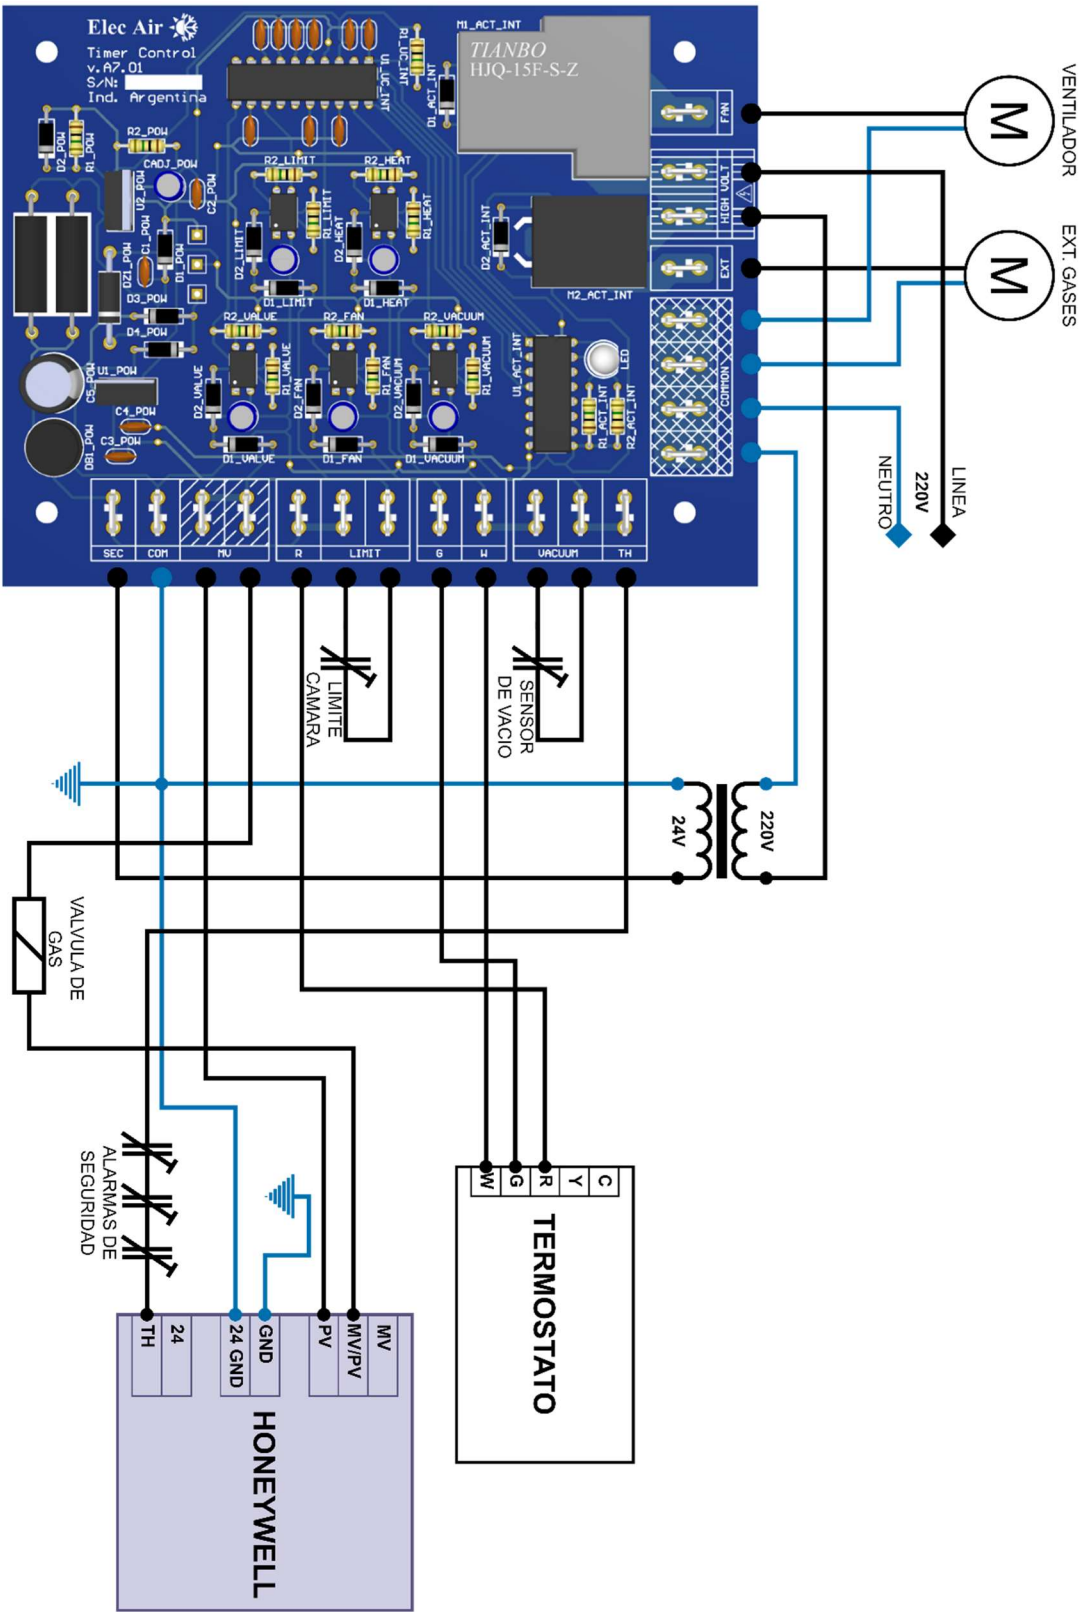 Elec Air
Timer Control
v.A7.01
S/N:
Ind. Argentina
M1_ACT_INT
TIANBO
HJQ-15F-S-Z
U1_UC_INT
R1_UC_INT
D1_ACT_INT
D2_POW
R1_POW
R2_POW
CADJ_POW
U2_POW
C2_POW
C1_POW
D1_POW
DZ1_POW
D3_POW
D4_POW
C5_POW
U1_POW
C4_POW
C3_POW
DB1_POW
R2_LIMIT
R1_LIMIT
D2_LIMIT
D1_LIMIT
R2_HEAT
R1_HEAT
D2_HEAT
D1_HEAT
D2_ACT_INT
M2_ACT_INT
R2_VALVE
R1_VALVE
D2_VALVE
D1_VALVE
R2_FAN
R1_FAN
D2_FAN
D1_FAN
R2_VACUUM
R1_VACUUM
D2_VACUUM
D1_VACUUM
U1_ACT_INT
LED
R1_ACT_INT
R2_ACT_INT
FAN
HIGH VOLT
EXT
COMMON
SEC
COM
MV
R
LIMIT
G
W
VACUUM
TH
M
VENTILADOR
M
EXT. GASES
LINEA
220V
NEUTRO
LIMITE
CAMARA
SENSOR
DE VACIO
220V
24V
VALVULA DE
GAS
ALARMAS DE
SEGURIDAD
C
Y
R
G
W
TERMOSTATO
MV
MV/PV
PV
GND
24 GND
24
TH
HONEYWELL